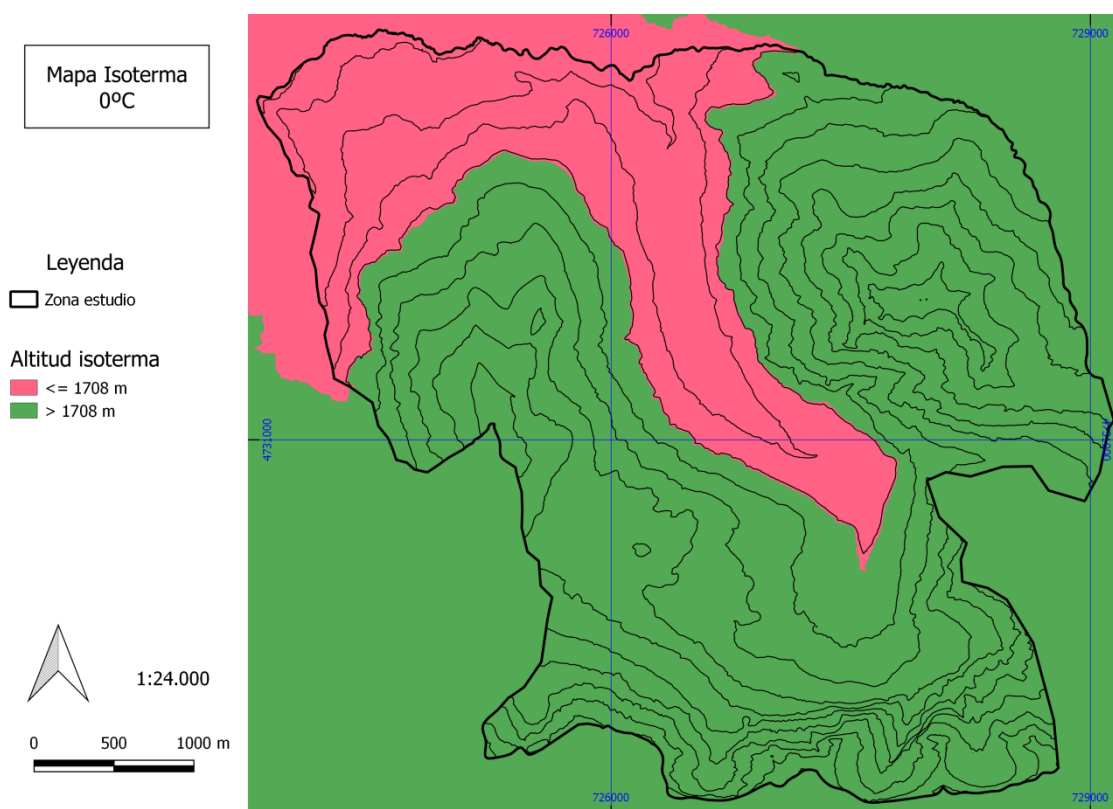 Mapa Isoterma
0ºC
Leyenda
Zona estudio
Altitud isoterma
<= 1708 m
> 1708 m
1:24.000
0 500 1000 m
726000 729000
4731000 4731000
726000 729000